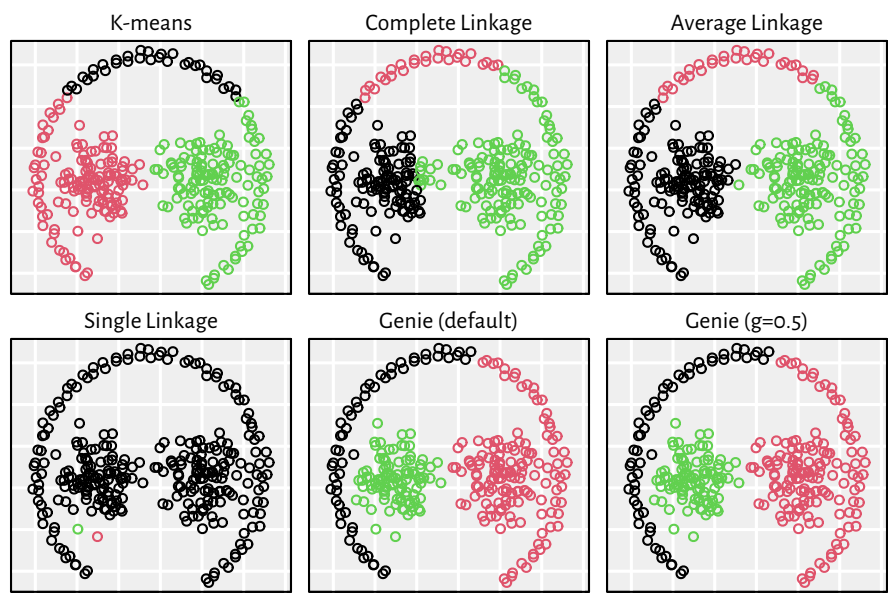 K-means
Complete Linkage
Average Linkage
Single Linkage
Genie (default)
Genie (g=0.5)